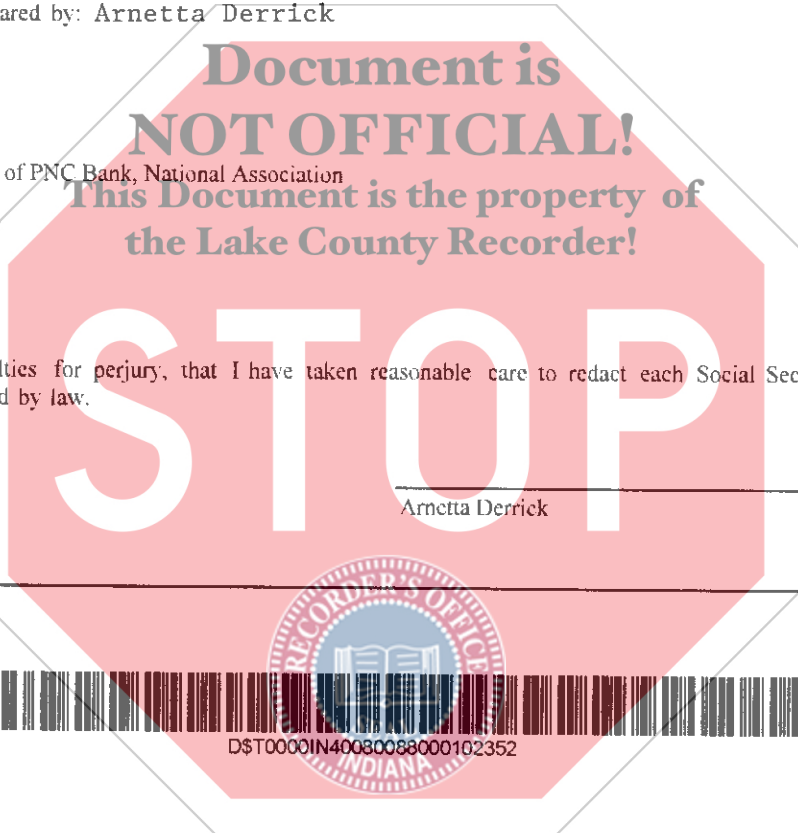 ared by: Arnetta Derrick
Document is
NOT OFFICIAL!
of PNC Bank, National Association
This Document is the property of
the Lake County Recorder!
STOP
lties for perjury, that I have taken reasonable care to redact each Social Sec
d by law.
Arnetta Derrick
RECORDER'S OFFICE
SEAL
D$T0000IN40080088000102352
INDIANA